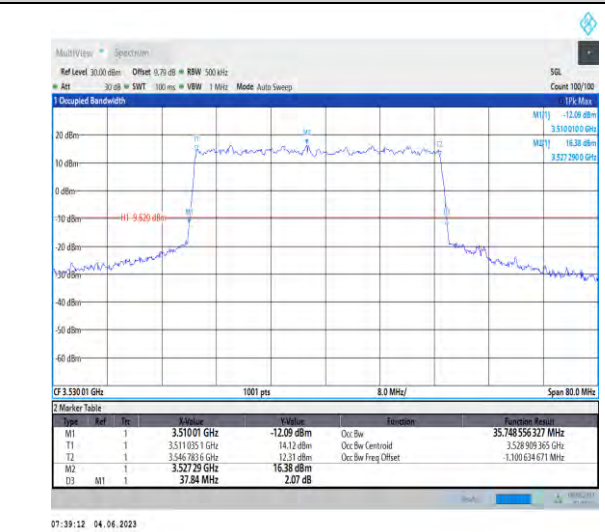 MultiView Spectrum
Ref Level 30.00 dBm Offset 9.79 dB RBW 500 kHz SGL
Att 30 dB SWT 100 ms VBW 1 MHz Mode Auto Sweep Count 100/100
1 Occupied Bandwidth 1Pk Max
M1[1] -12.09 dBm
3.510 010 0 GHz
20 dBm M2[1] 16.38 dBm
3.527 290 0 GHz
10 dBm
0 dBm
-10 dBm H1 -9.620 dBm
-20 dBm
-30 dBm
-40 dBm
-50 dBm
-60 dBm
CF 3.530 01 GHz 1001 pts 8.0 MHz/ Span 80.0 MHz
2 Marker Table
Type Ref Trc X-Value Y-Value Function Function Result
M1 1 3.51001 GHz -12.09 dBm Occ Bw 35.748 556 327 MHz
T1 1 3.511 035 1 GHz 14.12 dBm Occ Bw Centroid 3.528 909 365 GHz
T2 1 3.546 783 6 GHz 12.31 dBm Occ Bw Freq Offset -1.100 634 671 MHz
M2 1 3.527 29 GHz 16.38 dBm
D3 M1 1 37.84 MHz 2.07 dB
07:39:12 04.06.2023